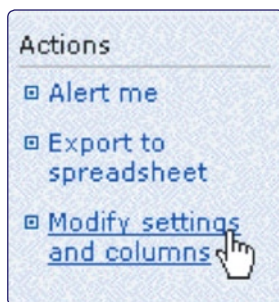 Actions
Alert me
Export to
spreadsheet
Modify settings
and columns